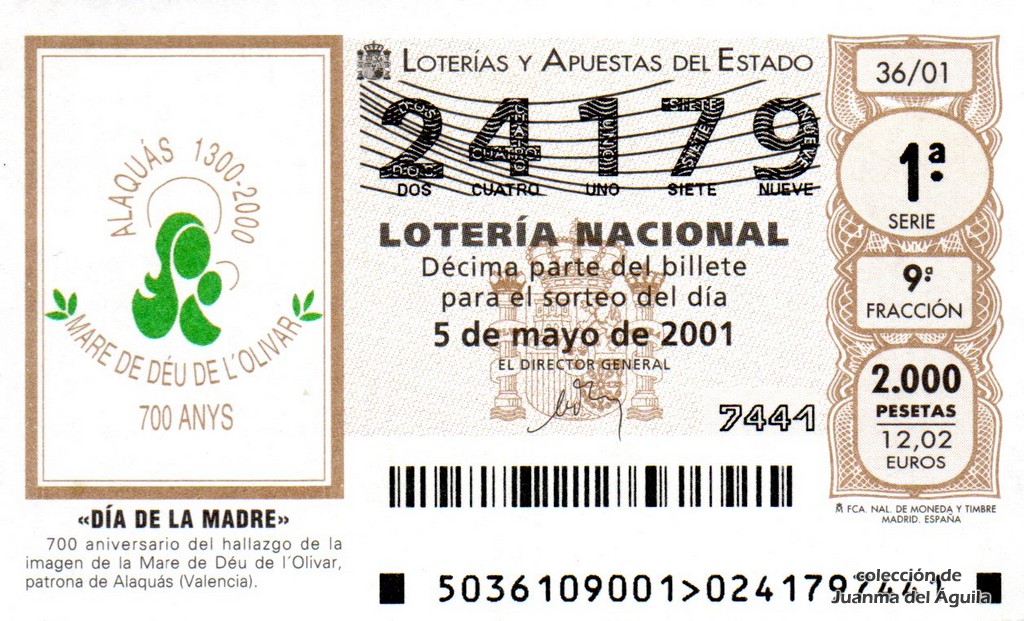 ALAQUÁS 1300-2000
MARE DE DÉU DE L'OLIVAR
700 ANYS
«DÍA DE LA MADRE»
700 aniversario del hallazgo de la
imagen de la Mare de Déu de l'Olivar,
patrona de Alaquás (Valencia).
LOTERÍAS Y APUESTAS DEL ESTADO
24179
DOS CUATRO UNO SIETE NUEVE
LOTERÍA NACIONAL
Décima parte del billete
para el sorteo del día
5 de mayo de 2001
EL DIRECTOR GENERAL
7441
36/01
1ª
SERIE
9ª
FRACCIÓN
2.000
PESETAS
12,02
EUROS
FCA. NAL. DE MONEDA Y TIMBRE
MADRID. ESPAÑA
5036109001>0241797441
colección de
Juanma del Águila